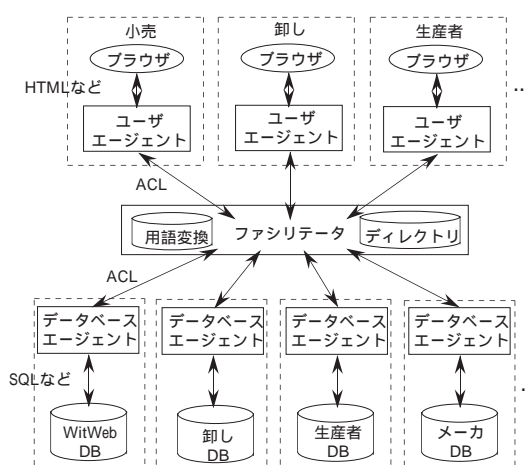 小売
卸し
生産者
ブラウザ
ブラウザ
ブラウザ
HTMLなど
..
ユーザ
エージェント
ユーザ
エージェント
ユーザ
エージェント
ACL
用語変換
ファシリテータ
ディレクトリ
ACL
データベース
エージェント
データベース
エージェント
データベース
エージェント
データベース
エージェント
SQLなど
.
WitWeb
DB
卸し
DB
生産者
DB
メーカ
DB